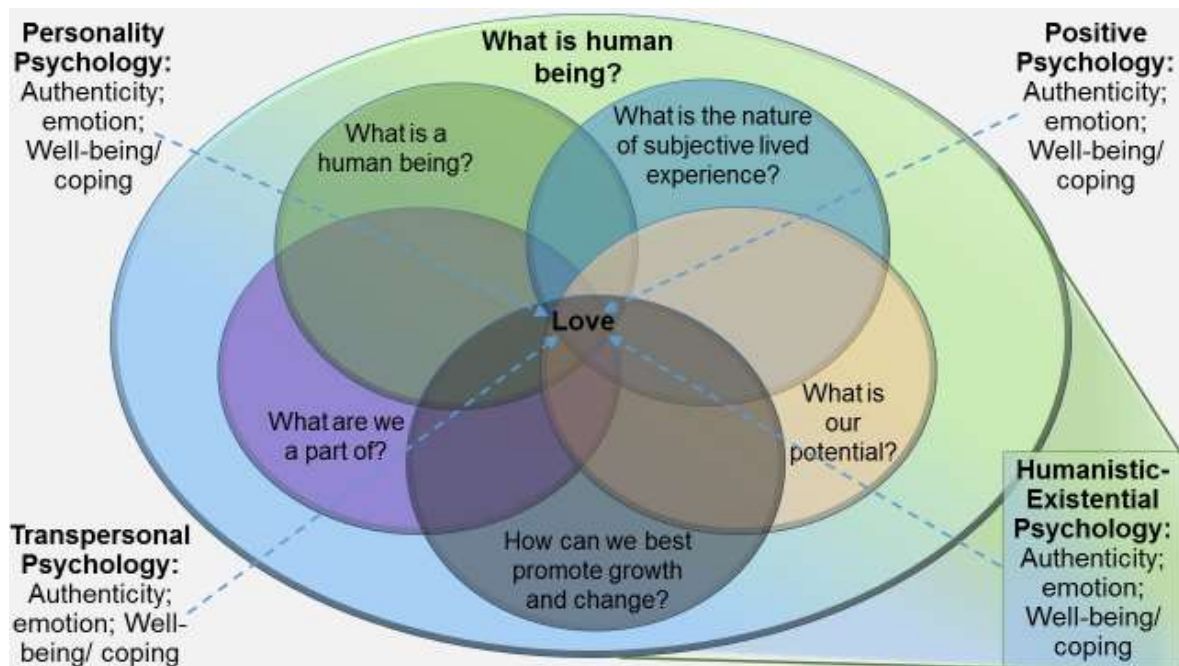 Personality
Psychology:
Authenticity;
emotion;
Well-being/
coping
What is human
being?
Positive
Psychology:
Authenticity;
emotion;
Well-being/
coping
What is a
human being?
What is the nature
of subjective lived
experience?
Love
What are we
a part of?
What is
our
potential?
How can we best
promote growth
and change?
Transpersonal
Psychology:
Authenticity;
emotion; Well-
being/ coping
Humanistic-
Existential
Psychology:
Authenticity;
emotion;
Well-being/
coping